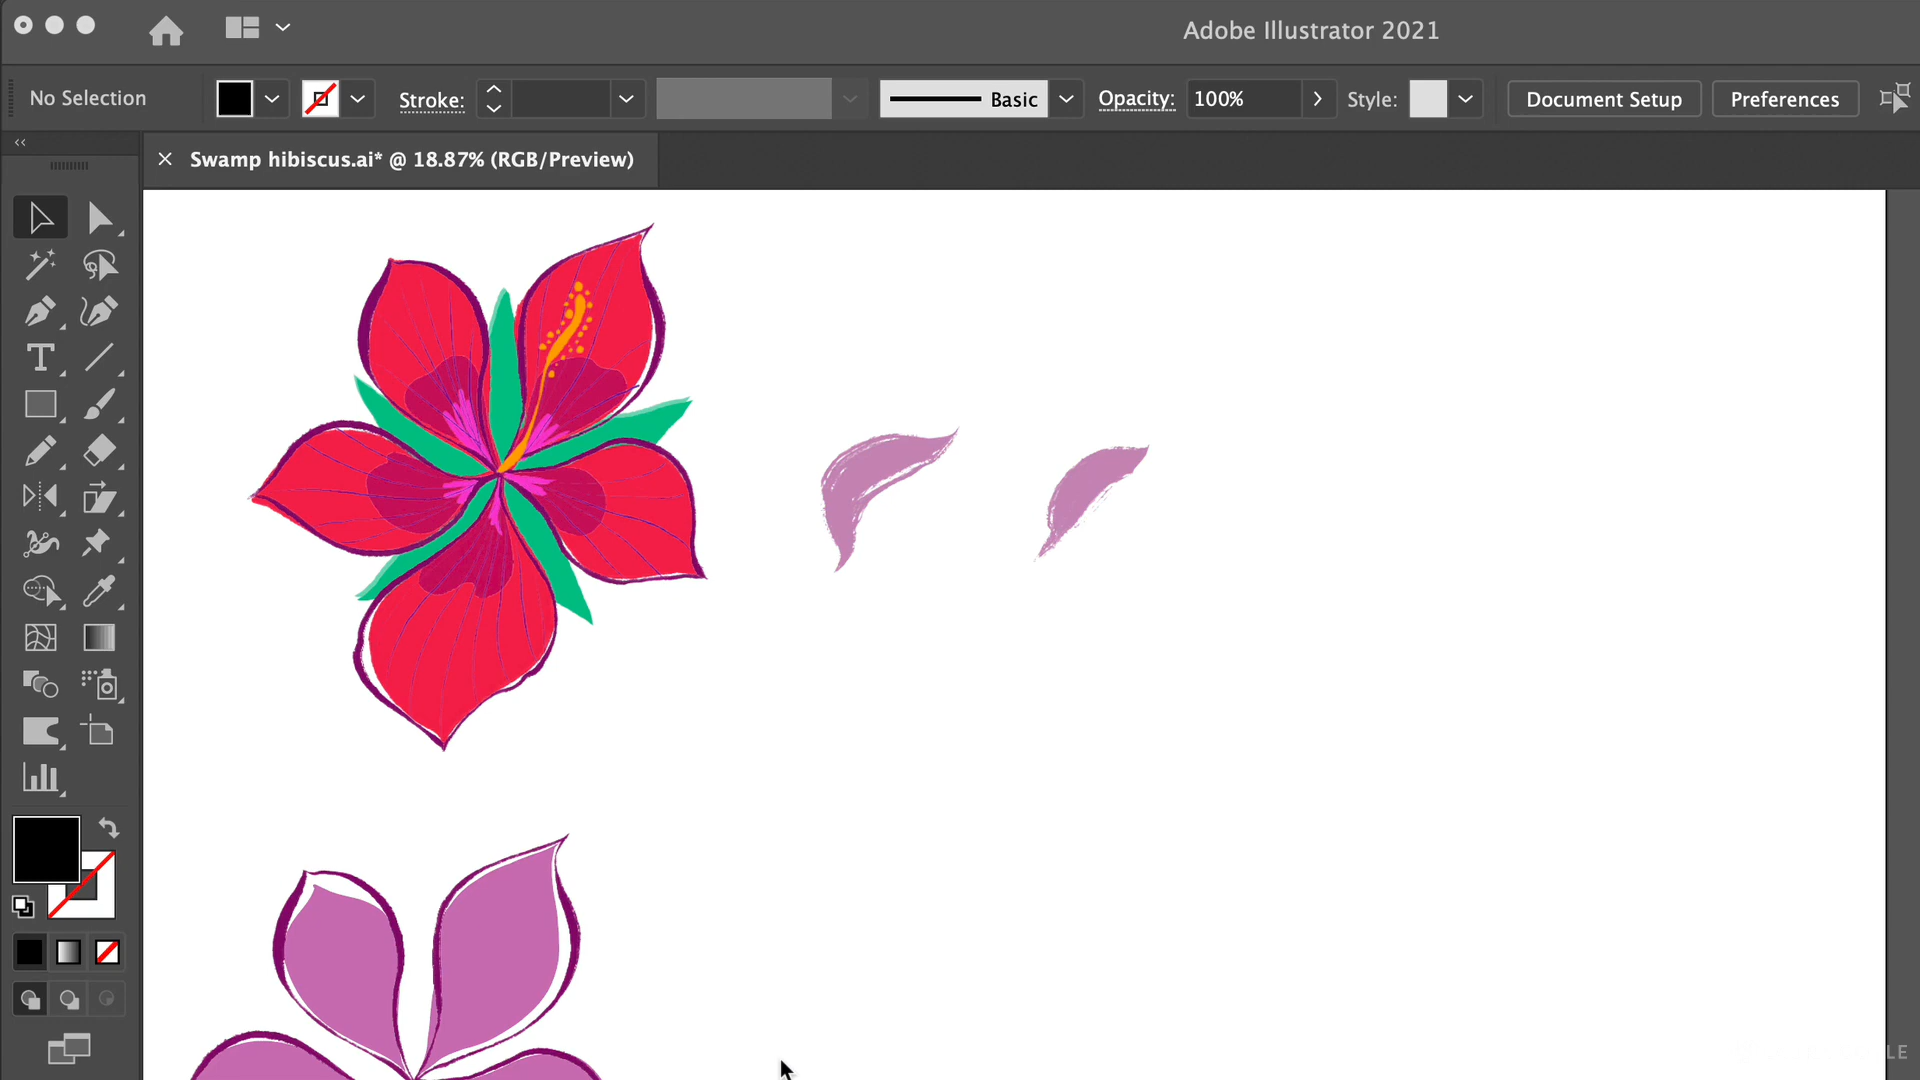 Adobe Illustrator 2021
No Selection
Stroke:
Basic
Opacity:
100%
Style:
Document Setup
Preferences
Swamp hibiscus.ai* @ 18.87% (RGB/Preview)